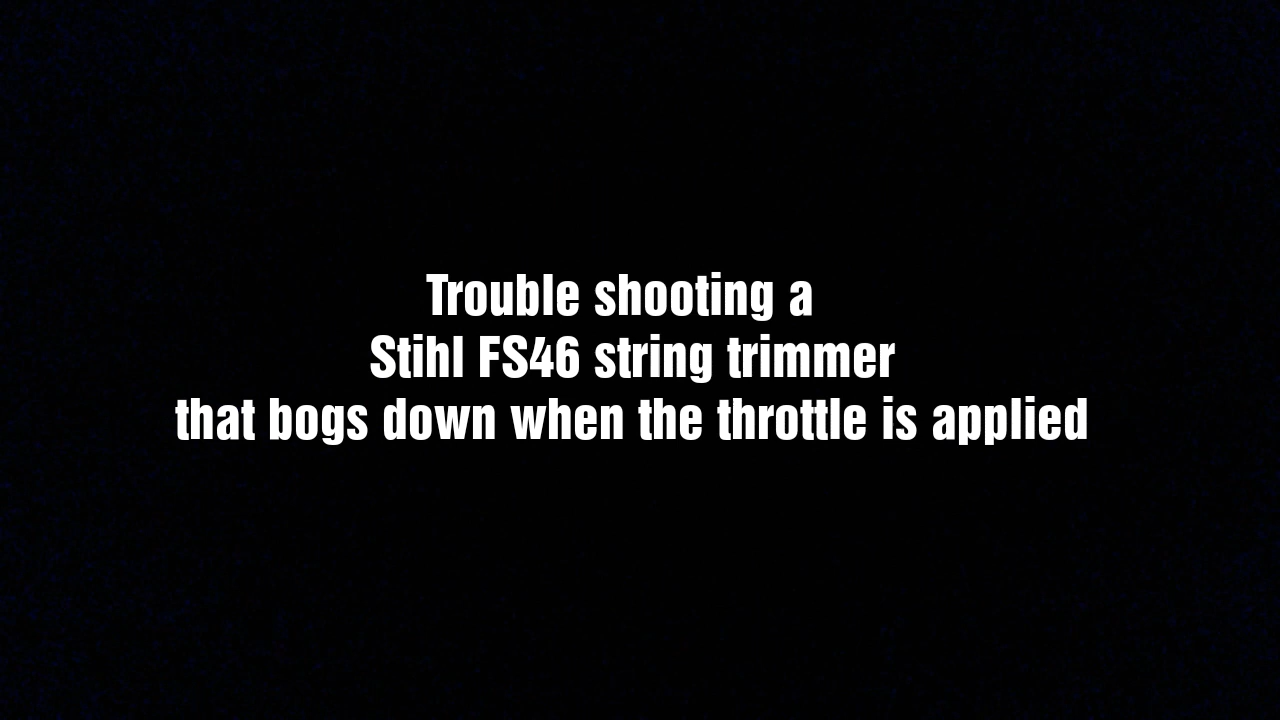 Trouble shooting a
Stihl FS46 string trimmer
that bogs down when the throttle is applied